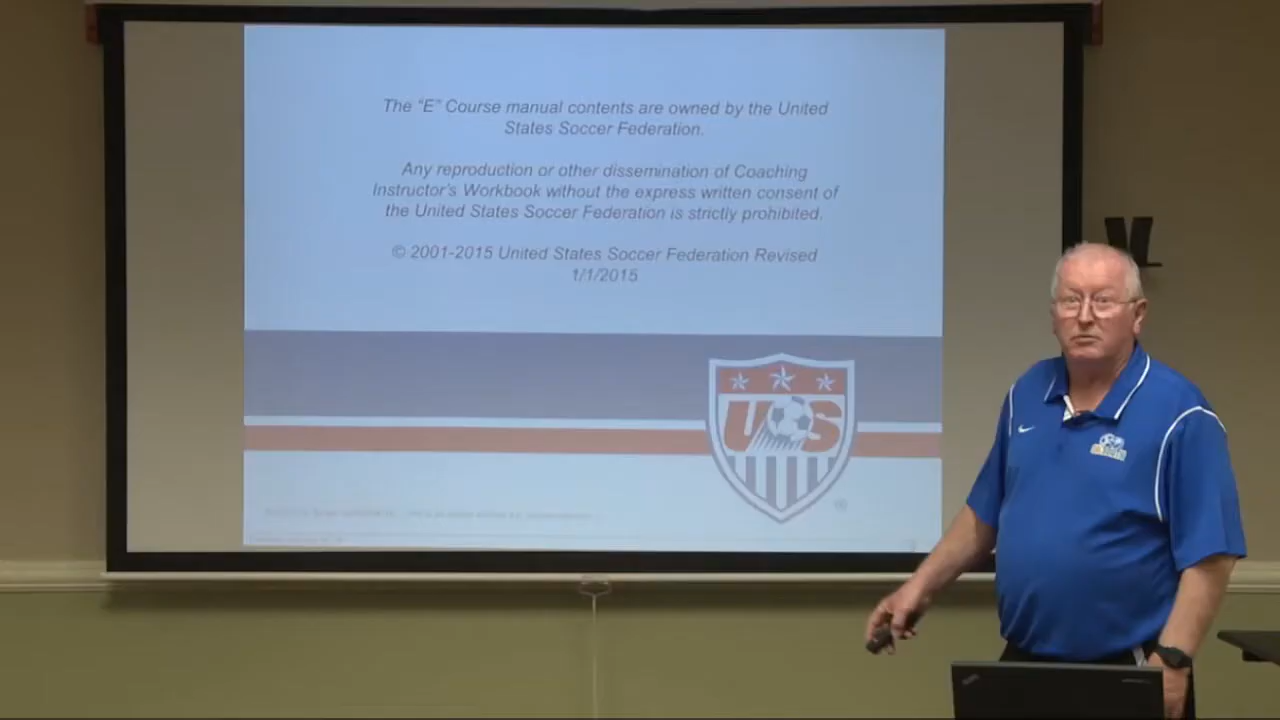 The "E" Course manual contents are owned by the United
States Soccer Federation.
Any reproduction or other dissemination of Coaching
Instructor's Workbook without the express written consent of
the United States Soccer Federation is strictly prohibited.
© 2001-2015 United States Soccer Federation Revised
1/1/2015
US